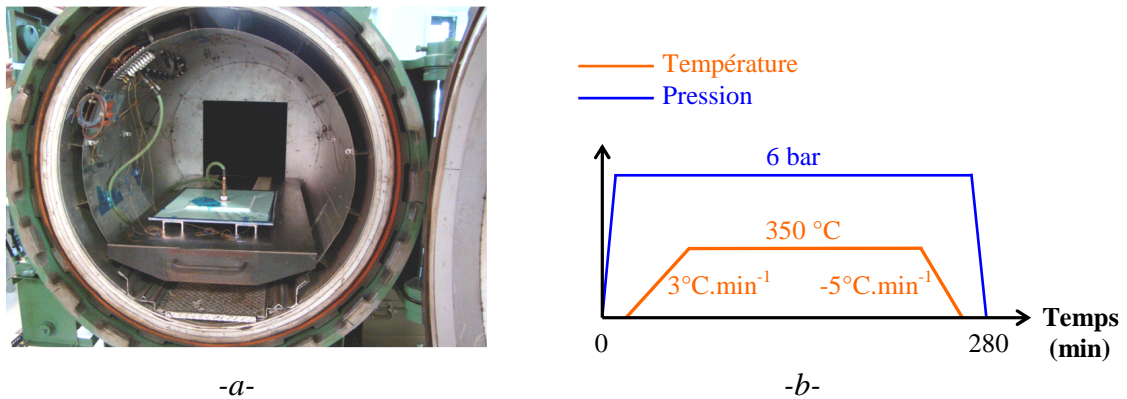 Température
Pression
6 bar
350 °C
3°C.min-1
-5°C.min-1
0
280
Temps
(min)
-a-
-b-